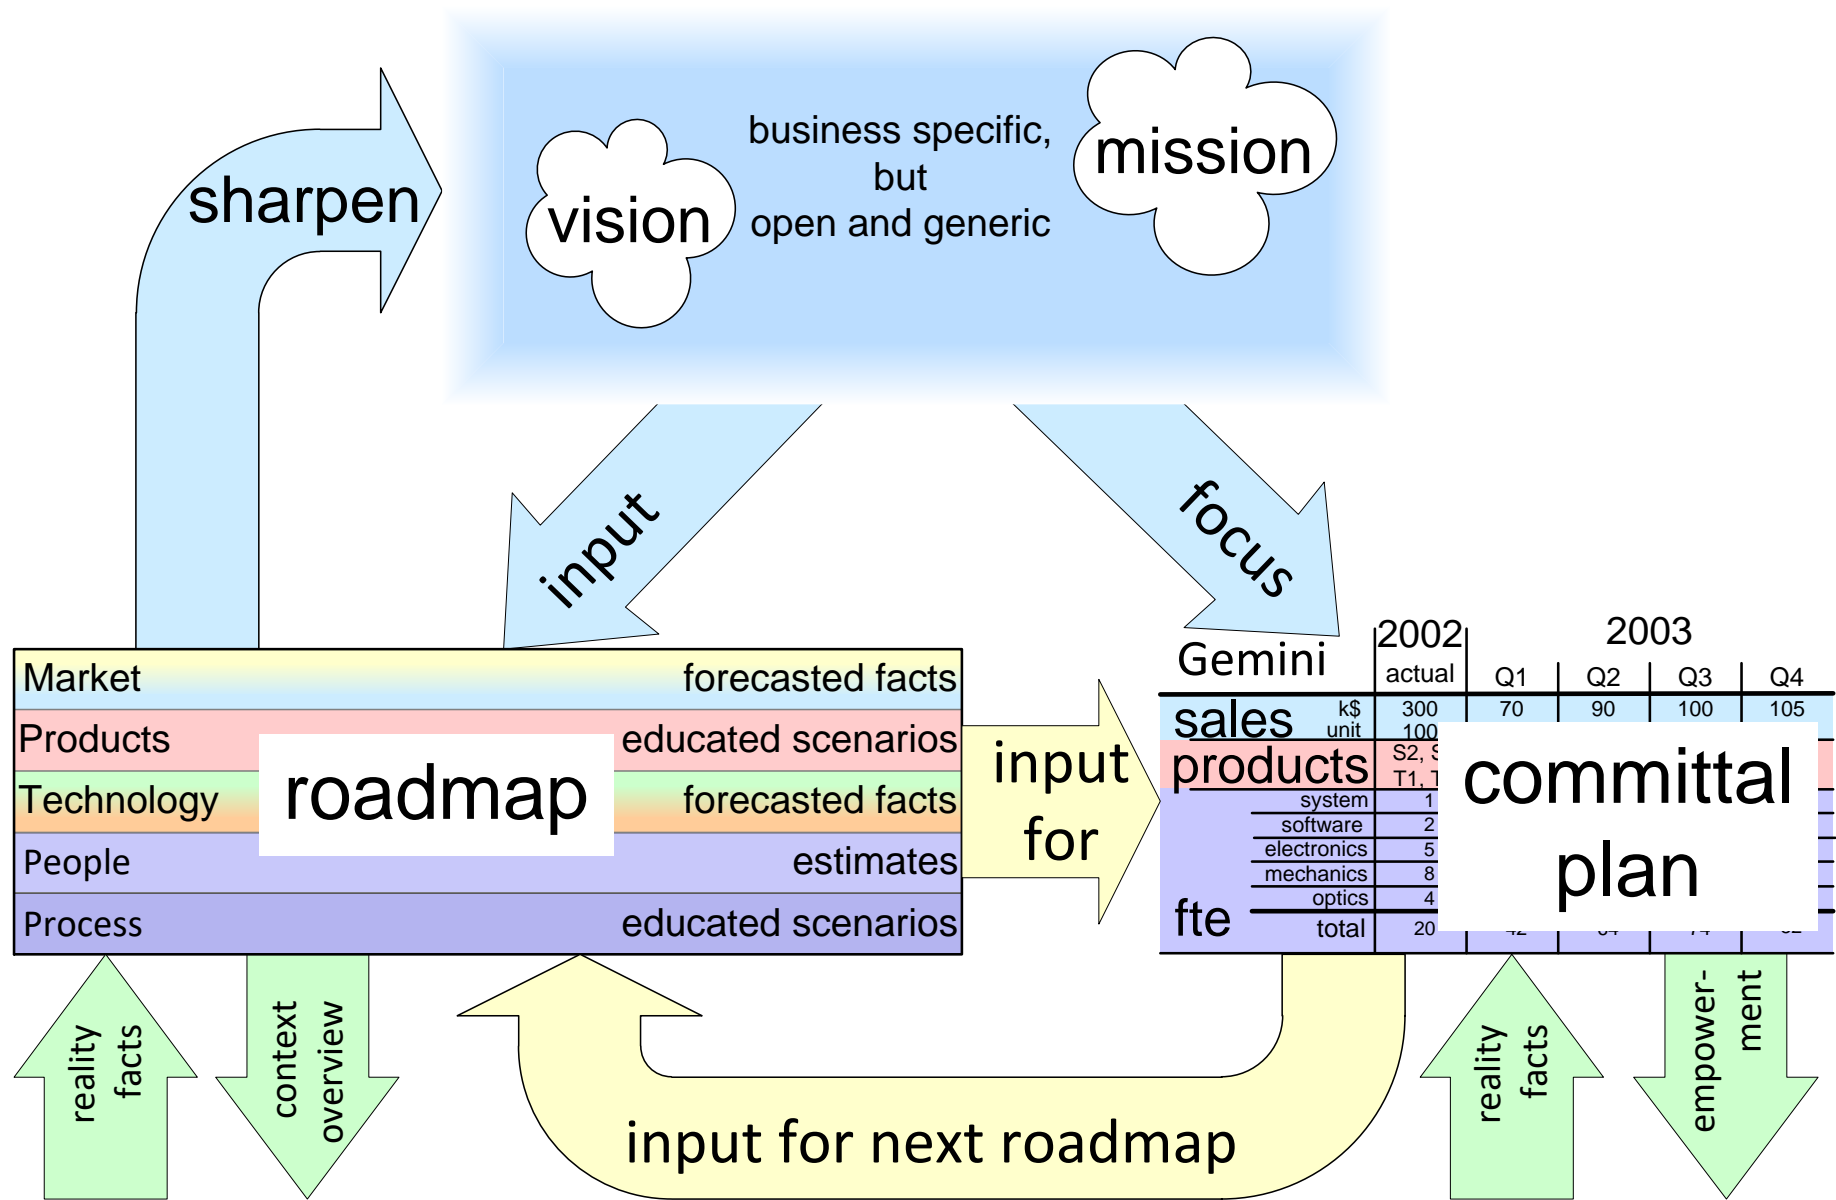 business specific,
but
open and generic
mission
vision
sharpen
input
focus
Market forecasted facts
Products educated scenarios
Technology forecasted facts
People estimates
Process educated scenarios
roadmap
input
for
Gemini 2002 2003
actual Q1 Q2 Q3 Q4
sales k$ 300 70 90 100 105
unit 100
products S2,
T1,
system 1
software 2
electronics 5
mechanics 8
optics 4
fte total 20
committal
plan
reality
facts
context
overview
input for next roadmap
reality
facts
empower-
ment